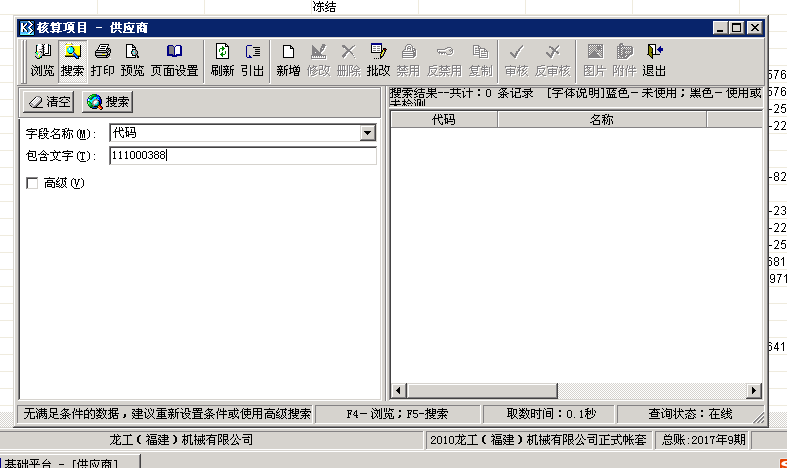 冻结
核算项目 - 供应商
浏览 搜索 打印 预览 页面设置 刷新 引出 新增 修改 删除 批改 禁用 反禁用 复制 审核 反审核 图片 附件 退出
清空 搜索
搜索结果--共计:0 条记录 [字体说明]蓝色-未使用;黑色-使用或
未检测
字段名称(M): 代码
包含文字(T): 111000388
高级(V)
代码 名称
576
576
-25
-22
-82
-23
-22
-25
681
971
641
无满足条件的数据,建议重新设置条件或使用高级搜索 F4-浏览;F5-搜索 取数时间:0.1秒 查询状态:在线
龙工(福建)机械有限公司 2010龙工(福建)机械有限公司正式帐套 总账:2017年9期
基础平台 - [供应商]